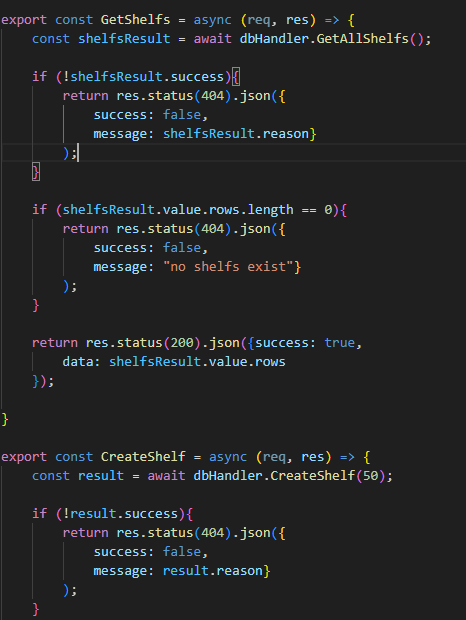 export const GetShelfs = async (req, res) => {
    const shelfsResult = await dbHandler.GetAllShelfs();
    if (!shelfsResult.success){
        return res.status(404).json({
            success: false,
            message: shelfsResult.reason}
        );
    }
    if (shelfsResult.value.rows.length == 0){
        return res.status(404).json({
            success: false,
            message: "no shelfs exist"}
        );
    }
    return res.status(200).json({success: true,
        data: shelfsResult.value.rows
    });
}
export const CreateShelf = async (req, res) => {
    const result = await dbHandler.CreateShelf(50);
    if (!result.success){
        return res.status(404).json({
            success: false,
            message: result.reason}
        );
    }